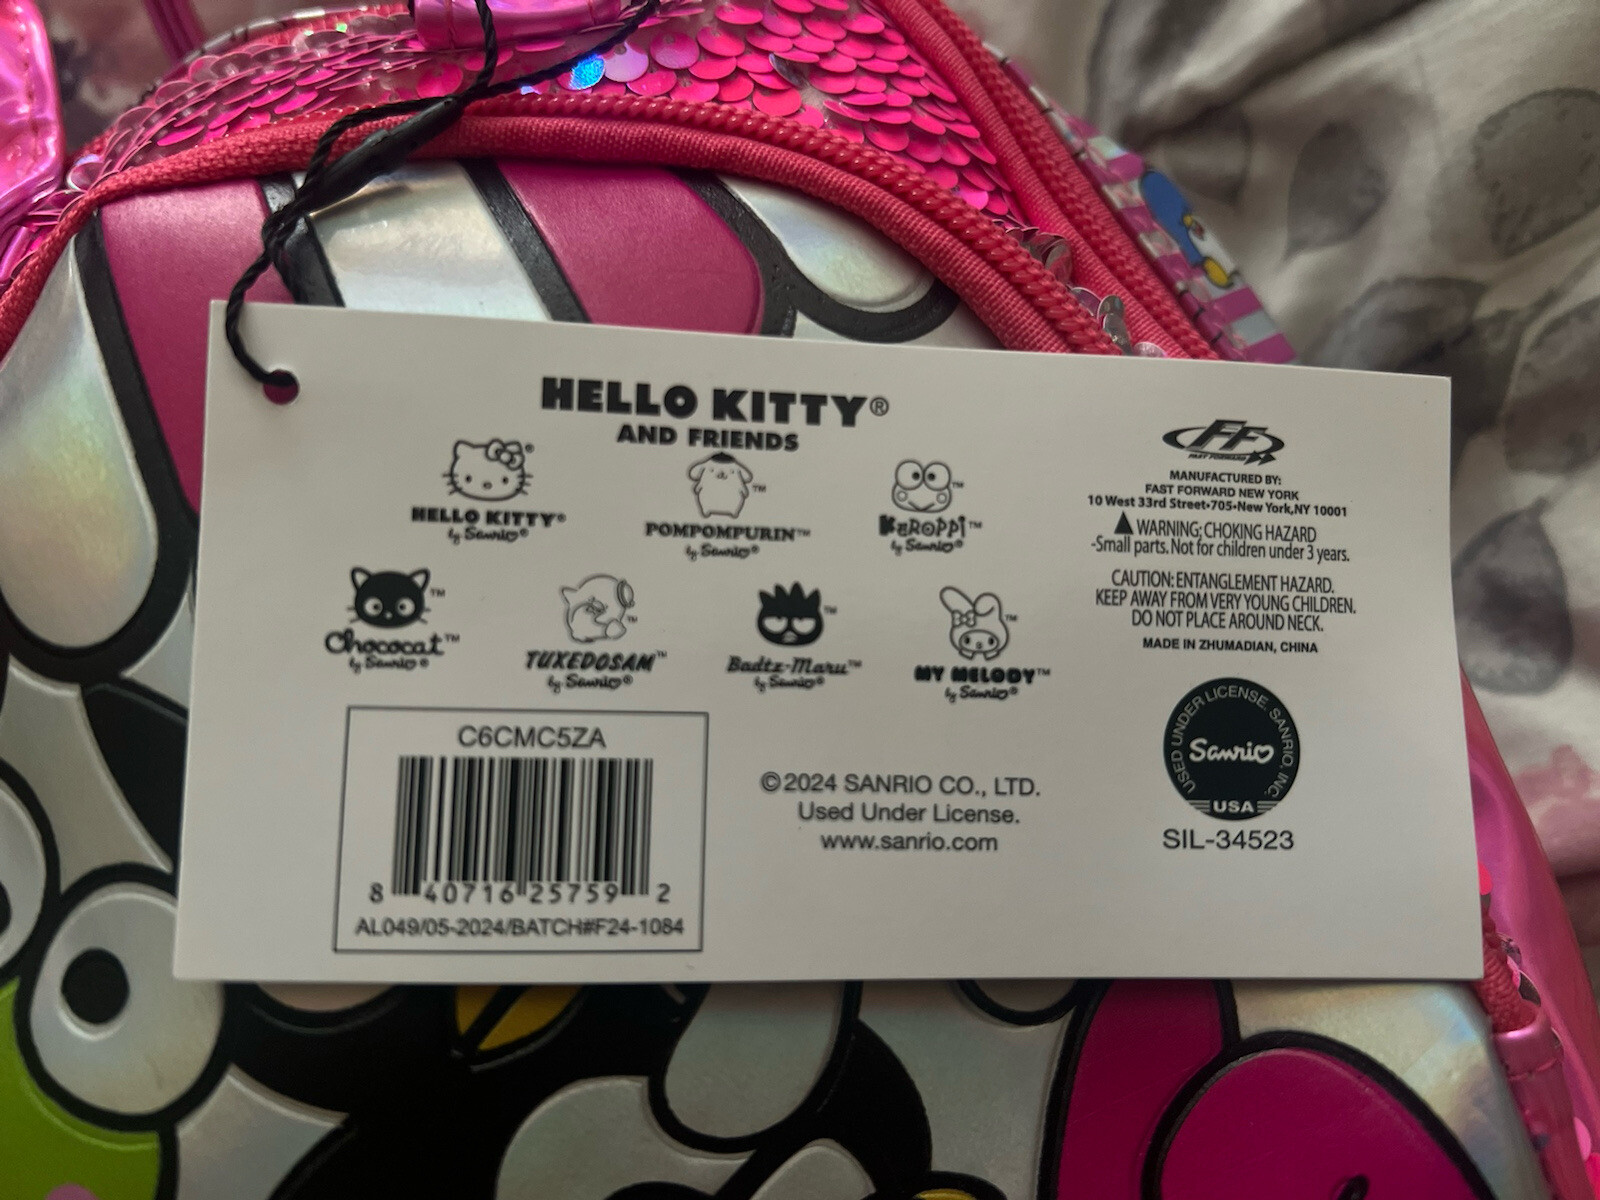 HELLO KITTY®
AND FRIENDS
HELLO KITTY®
by Sanrio®
POMPOMPURIN™
by Sanrio®
KEROPPI™
by Sanrio®
Chococat™
by Sanrio®
TUXEDOSAM™
by Sanrio®
Badtz-Maru™
by Sanrio®
MY MELODY™
by Sanrio®
C6CMC5ZA
8 40716 25759 2
AL049/05-2024/BATCH#F24-1084
©2024 SANRIO CO., LTD.
Used Under License.
www.sanrio.com
FF
FAST FORWARD
MANUFACTURED BY:
FAST FORWARD NEW YORK
10 West 33rd Street•705•New York,NY 10001
WARNING: CHOKING HAZARD
-Small parts. Not for children under 3 years.
CAUTION: ENTANGLEMENT HAZARD.
KEEP AWAY FROM VERY YOUNG CHILDREN.
DO NOT PLACE AROUND NECK.
MADE IN ZHUMADIAN, CHINA
USED UNDER LICENSE. SANRIO, INC.
Sanrio
USA
SIL-34523